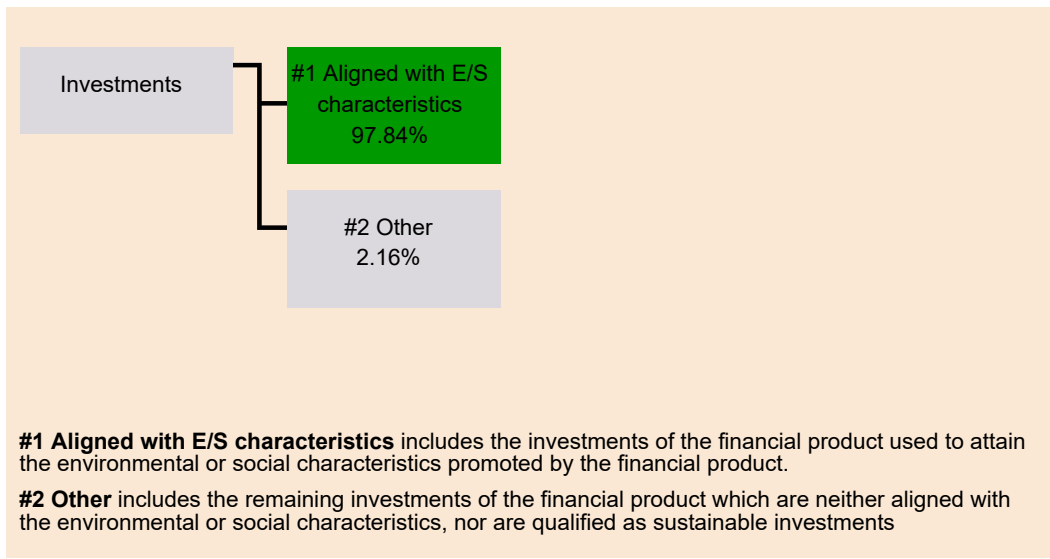 Investments
#1 Aligned with E/S
characteristics
97.84%
#2 Other
2.16%
#1 Aligned with E/S characteristics includes the investments of the financial product used to attain
the environmental or social characteristics promoted by the financial product.
#2 Other includes the remaining investments of the financial product which are neither aligned with
the environmental or social characteristics, nor are qualified as sustainable investments